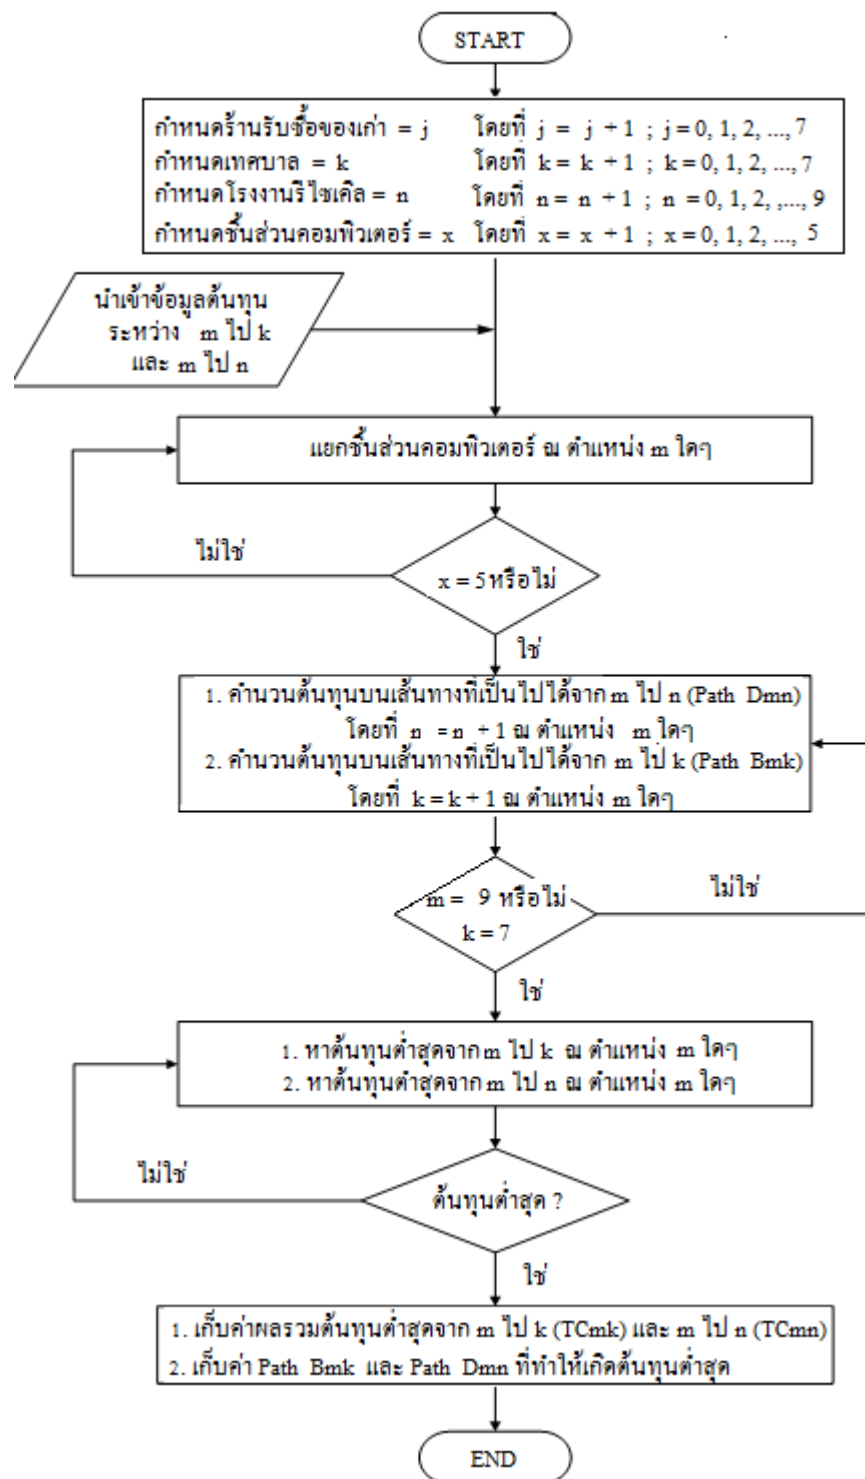 START
กำหนดร้านรับซื้อของเก่า = j โดยที่ j = j + 1 ; j = 0, 1, 2, ..., 7
กำหนดเทศบาล = k โดยที่ k = k + 1 ; k = 0, 1, 2, ..., 7
กำหนดโรงงานรีไซเคิล = n โดยที่ n = n + 1 ; n = 0, 1, 2, ,..., 9
กำหนดชิ้นส่วนคอมพิวเตอร์ = x โดยที่ x = x + 1 ; x = 0, 1, 2, ..., 5
นำเข้าข้อมูลต้นทุน
ระหว่าง m ไป k
และ m ไป n
แยกชิ้นส่วนคอมพิวเตอร์ ณ ตำแหน่ง m ใดๆ
ไม่ใช่
x = 5 หรือไม่
ใช่
1. คำนวนต้นทุนบนเส้นทางที่เป็นไปได้จาก m ไป n (Path Dmn)
โดยที่ n = n + 1 ณ ตำแหน่ง m ใดๆ
2. คำนวนต้นทุนบนเส้นทางที่เป็นไปได้จาก m ไป k (Path Bmk)
โดยที่ k = k + 1 ณ ตำแหน่ง m ใดๆ
m = 9 หรือไม่
k = 7
ไม่ใช่
ใช่
1. หาต้นทุนต่ำสุดจาก m ไป k ณ ตำแหน่ง m ใดๆ
2. หาต้นทุนต่ำสุดจาก m ไป n ณ ตำแหน่ง m ใดๆ
ไม่ใช่
ต้นทุนต่ำสุด ?
ใช่
1. เก็บค่าผลรวมต้นทุนต่ำสุดจาก m ไป k (TCmk) และ m ไป n (TCmn)
2. เก็บค่า Path Bmk และ Path Dmn ที่ทำให้เกิดต้นทุนต่ำสุด
END